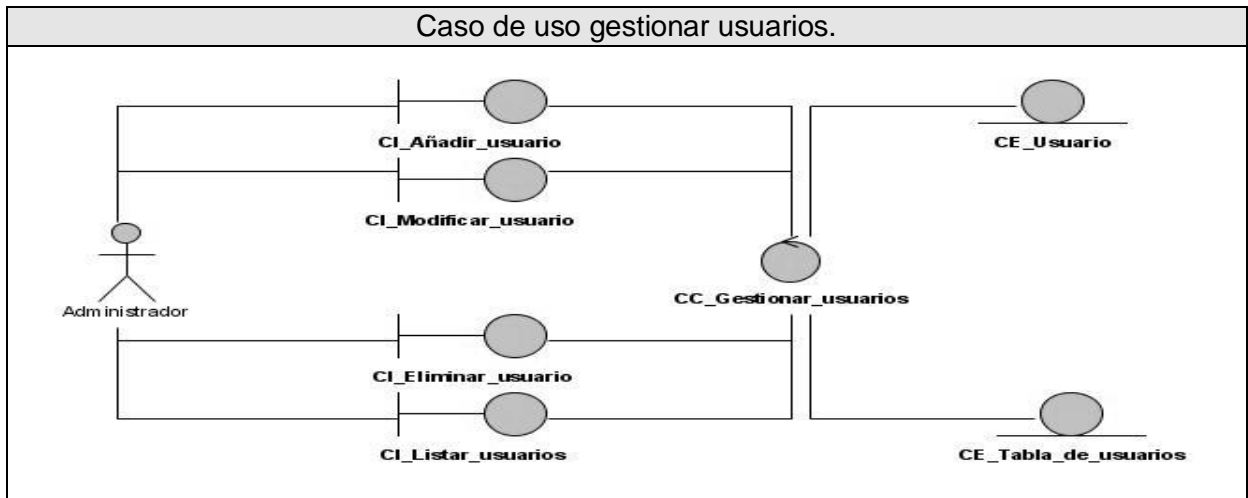 Caso de uso gestionar usuarios.
CI_Añadir_usuario
CE_Usuario
CI_Modificar_usuario
Administrador
CC_Gestionar_usuarios
CI_Eliminar_usuario
CI_Listar_usuarios
CE_Tabla_de_usuarios